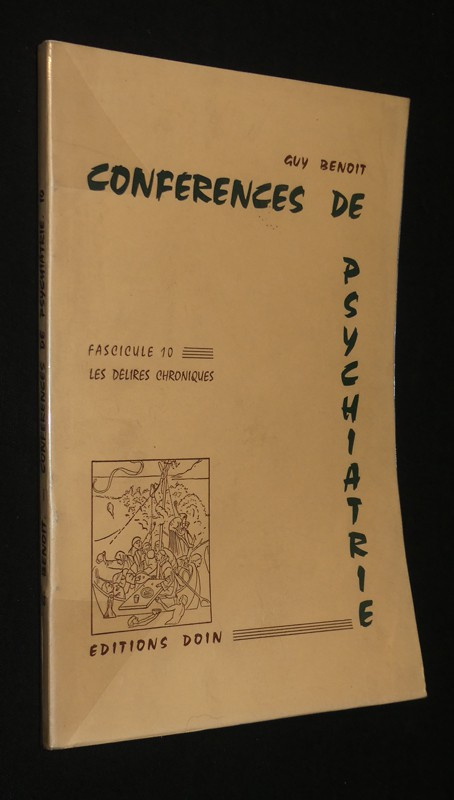 GUY BENOIT
CONFERENCES DE
PSYCHIATRIE
FASCICULE 10
LES DELIRES CHRONIQUES
EDITIONS DOIN
BENOIT - CONFERENCES DE PSYCHIATRIE. 10